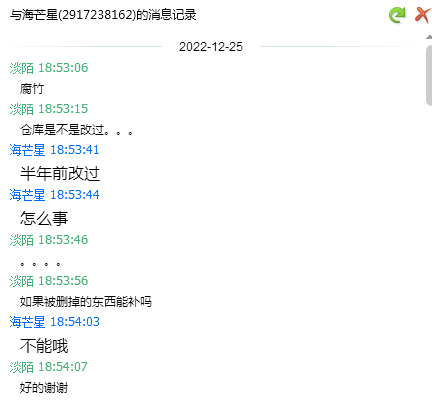 与海芒星(2917238162)的消息记录
2022-12-25
淡陌 18:53:06
腐竹
淡陌 18:53:15
仓库是不是改过。。。
海芒星 18:53:41
半年前改过
海芒星 18:53:44
怎么事
淡陌 18:53:46
。。。。
淡陌 18:53:56
如果被删掉的东西能补吗
海芒星 18:54:03
不能哦
淡陌 18:54:07
好的谢谢